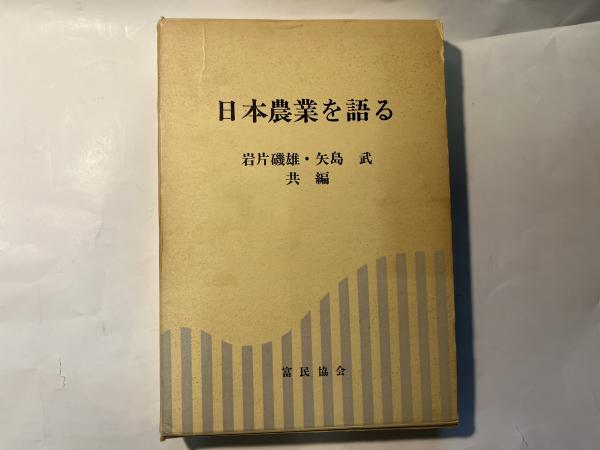 日本農業を語る
岩片磯雄・矢島 武
共編
富民協会